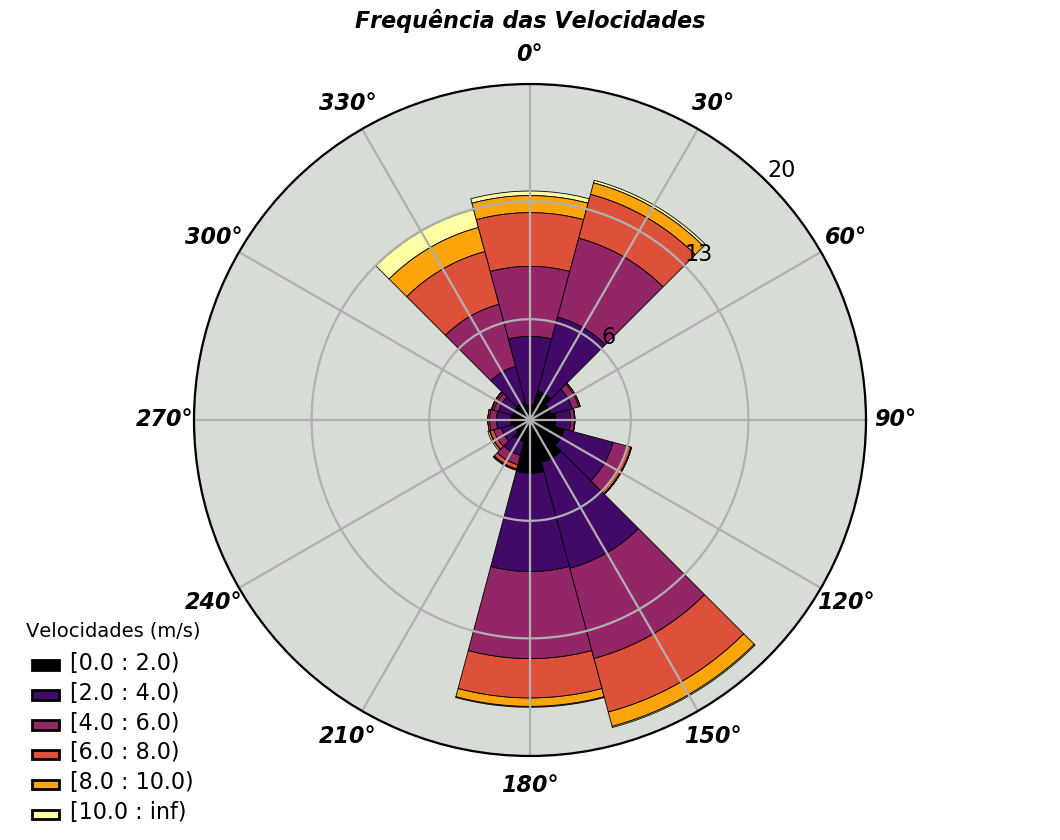 Frequência das Velocidades
0°
330°
30°
20
300°
60°
13
6
270°
90°
240°
120°
210°
150°
180°
Velocidades (m/s)
[0.0 : 2.0)
[2.0 : 4.0)
[4.0 : 6.0)
[6.0 : 8.0)
[8.0 : 10.0)
[10.0 : inf)